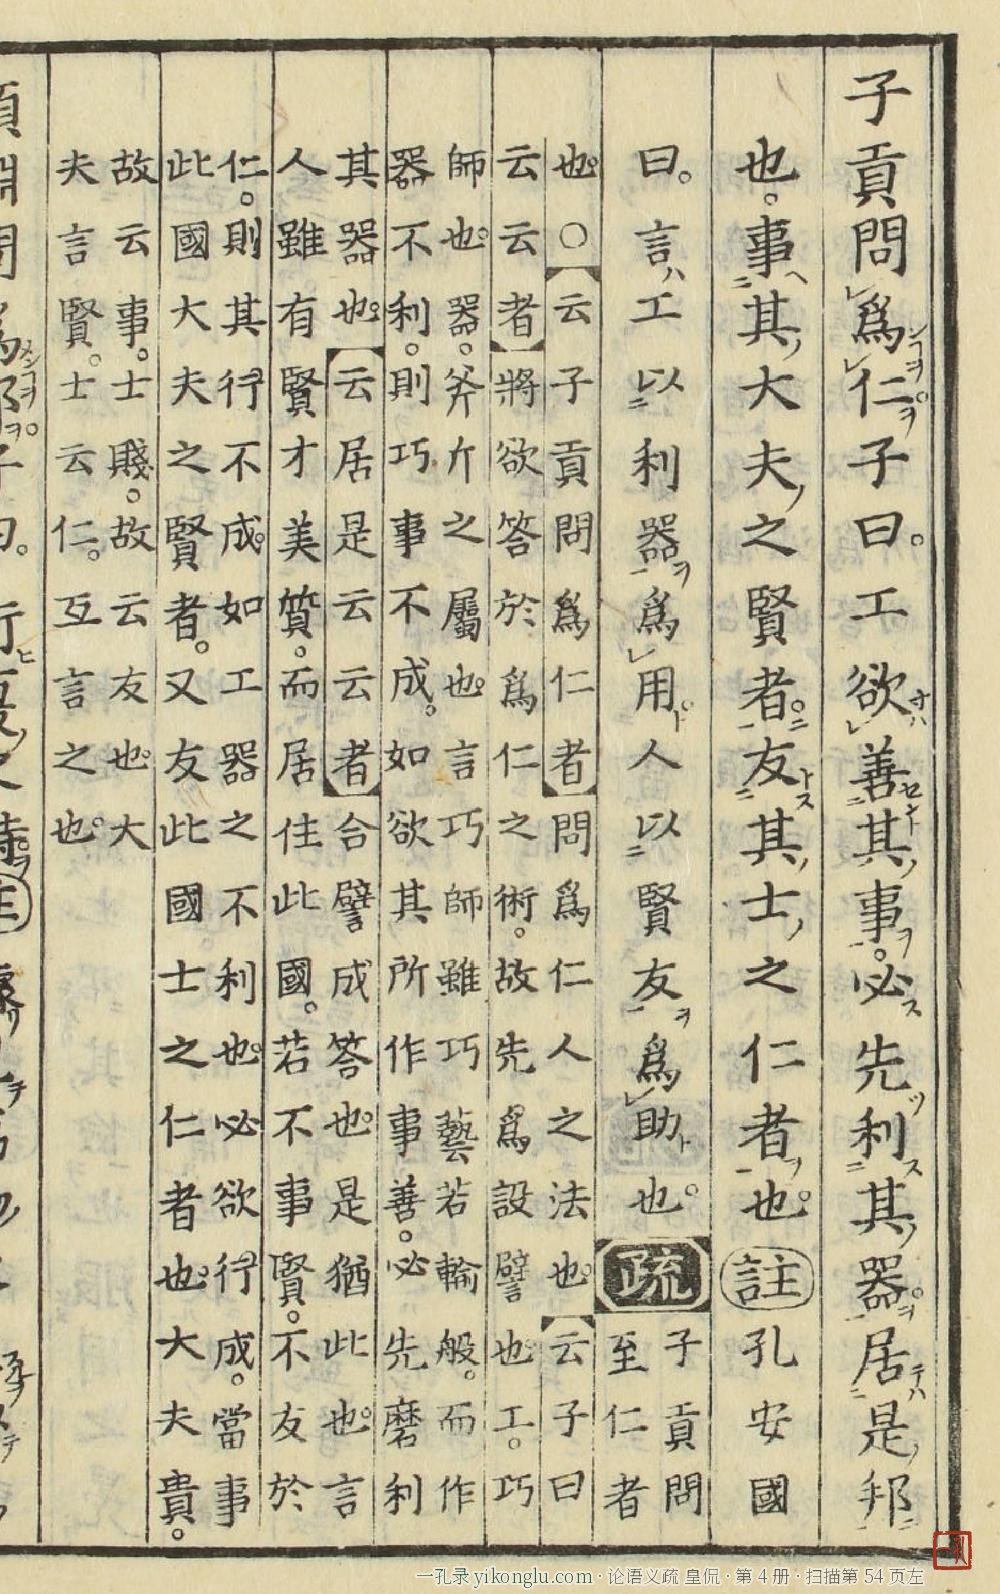 子貢問爲仁子曰。工欲善其事。必先利其器。居是邦
也。事其大夫之賢者。友其士之仁者也。註孔安國
曰。言工以利器爲用。人以賢友爲助也。疏子貢問
至仁者
也。○【云子貢問爲仁者】問爲仁人之法也。【云子曰
云云者】將欲答於爲仁之術。故先爲設譬也。工。巧
師也。器。斧斤之屬也。言巧師雖巧藝若輪般。而作
器不利。則巧事不成。如欲其所作事善。必先磨利
其器也。【云居是云云者】合譬成答也。是猶此也。言
人雖有賢才美質。而居住此國。若不事賢。不友於
仁。則其行不成。如工器之不利也。必欲行成。當事
此國大夫之賢者。又友此國士之仁者也。大夫貴。
故云事。士賤。故云友也。大
夫言賢。士云仁。互言之也。
一孔录 yikonglu.com · 论语义疏 皇侃 · 第 4 册 · 扫描第 54 页左